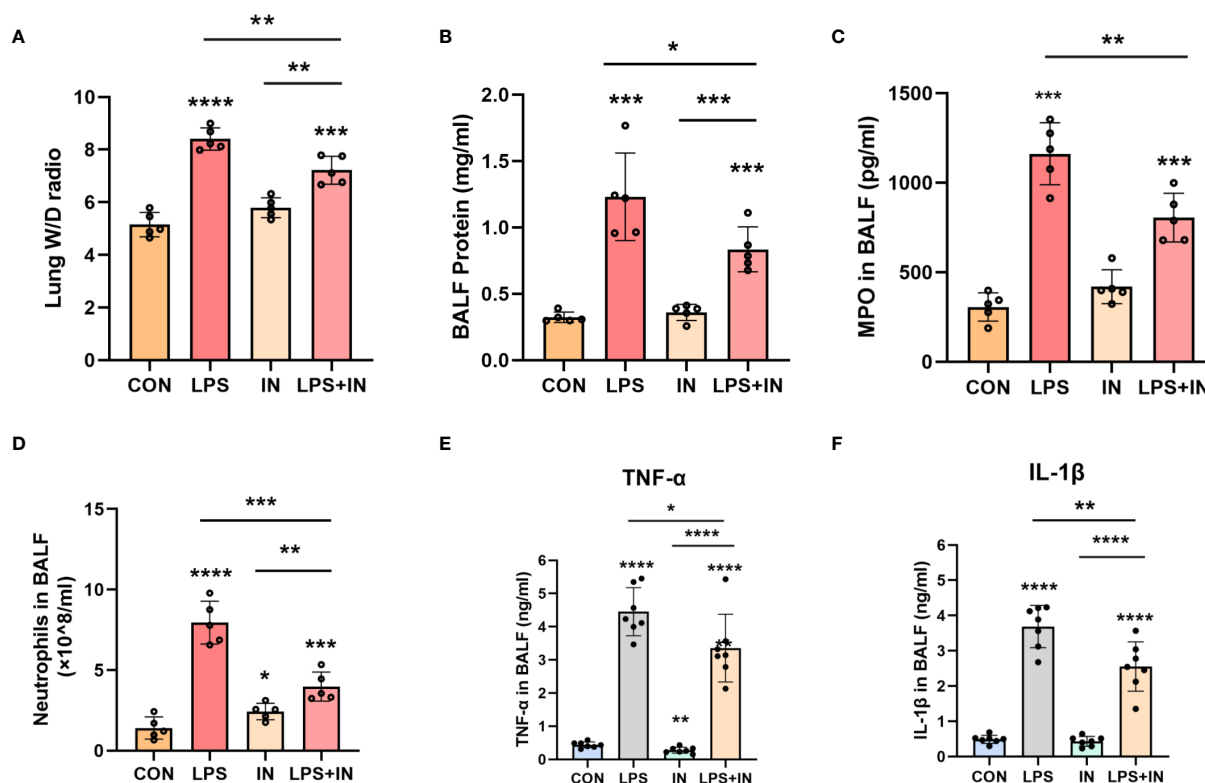 A
**
**
****
***
Lung W/D radio
10
8
6
4
2
0
CON LPS IN LPS+IN
B
*
***
***
***
BALF Protein (mg/ml)
2.0
1.5
1.0
0.5
0.0
CON LPS IN LPS+IN
C
**
***
***
MPO in BALF (pg/ml)
1500
1000
500
0
CON LPS IN LPS+IN
D
***
**
****
*
***
Neutrophils in BALF
(×10^8/ml)
15
10
5
0
CON LPS IN LPS+IN
E
TNF-α
*
****
****
****
**
**
TNF-α in BALF (ng/ml)
6
5
4
3
2
1
0
CON LPS IN LPS+IN
F
IL-1β
**
****
****
****
IL-1β in BALF (ng/ml)
6
5
4
3
2
1
0
CON LPS IN LPS+IN